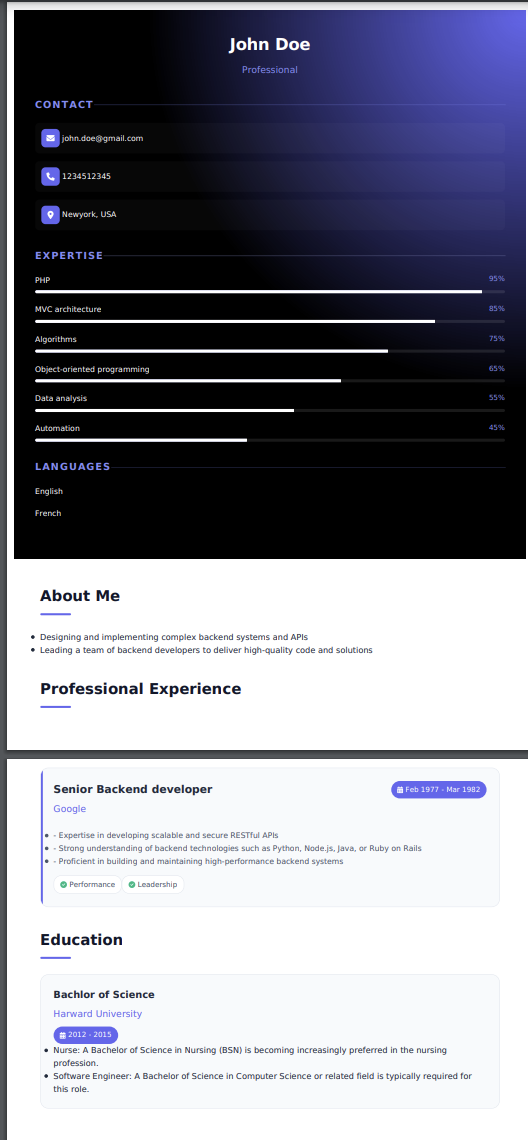 John Doe
Professional
CONTACT
john.doe@gmail.com
1234512345
Newyork, USA
EXPERTISE
PHP 95%
MVC architecture 85%
Algorithms 75%
Object-oriented programming 65%
Data analysis 55%
Automation 45%
LANGUAGES
English
French
About Me
• Designing and implementing complex backend systems and APIs
• Leading a team of backend developers to deliver high-quality code and solutions
Professional Experience
Senior Backend developer Feb 1977 - Mar 1982
Google
• - Expertise in developing scalable and secure RESTful APIs
• - Strong understanding of backend technologies such as Python, Node.js, Java, or Ruby on Rails
• - Proficient in building and maintaining high-performance backend systems
Performance Leadership
Education
Bachlor of Science
Harward University
2012 - 2015
• Nurse: A Bachelor of Science in Nursing (BSN) is becoming increasingly preferred in the nursing
profession.
• Software Engineer: A Bachelor of Science in Computer Science or related field is typically required for
this role.